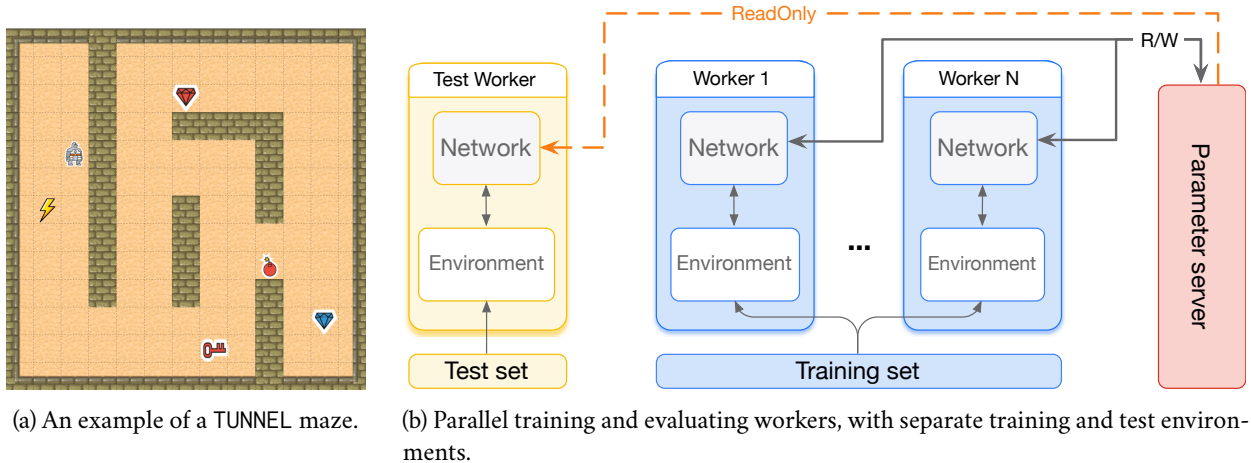 ReadOnly
R/W
Test Worker
Worker 1
Worker N
Network
Network
Network
Environment
Environment
...
Environment
Parameter server
Test set
Training set
(a) An example of a TUNNEL maze.
(b) Parallel training and evaluating workers, with separate training and test environ-
ments.